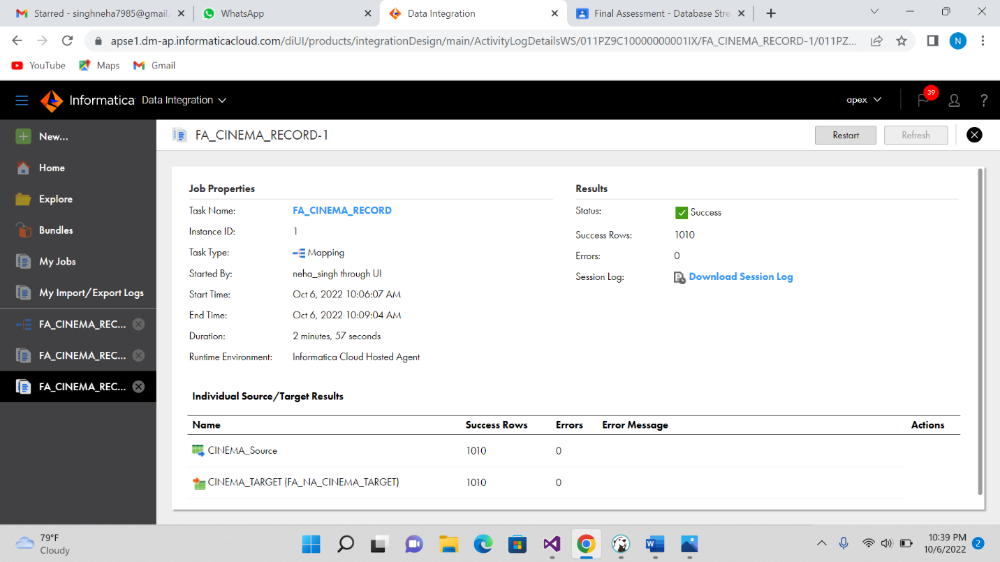 Starred - singhneha7985@gmail.
WhatsApp
Data Integration
Final Assessment - Database Stre
apse1.dm-ap.informaticacloud.com/diUI/products/integrationDesign/main/ActivityLogDetailsWS/011PZ9C10000000001IX/FA_CINEMA_RECORD-1/011PZ...
N
YouTube
Maps
Gmail
Informatica Data Integration
apex
39
?
New...
Home
Explore
Bundles
My Jobs
My Import/Export Logs
FA_CINEMA_REC...
FA_CINEMA_REC...
FA_CINEMA_REC...
FA_CINEMA_RECORD-1
Restart
Refresh
Job Properties
Task Name: FA_CINEMA_RECORD
Instance ID: 1
Task Type: Mapping
Started By: neha_singh through UI
Start Time: Oct 6, 2022 10:06:07 AM
End Time: Oct 6, 2022 10:09:04 AM
Duration: 2 minutes, 57 seconds
Runtime Environment: Informatica Cloud Hosted Agent
Results
Status: Success
Success Rows: 1010
Errors: 0
Session Log: Download Session Log
Individual Source/Target Results
Name Success Rows Errors Error Message Actions
CINEMA_Source 1010 0
CINEMA_TARGET (FA_NA_CINEMA_TARGET) 1010 0
79°F
Cloudy
10:39 PM
10/6/2022
2